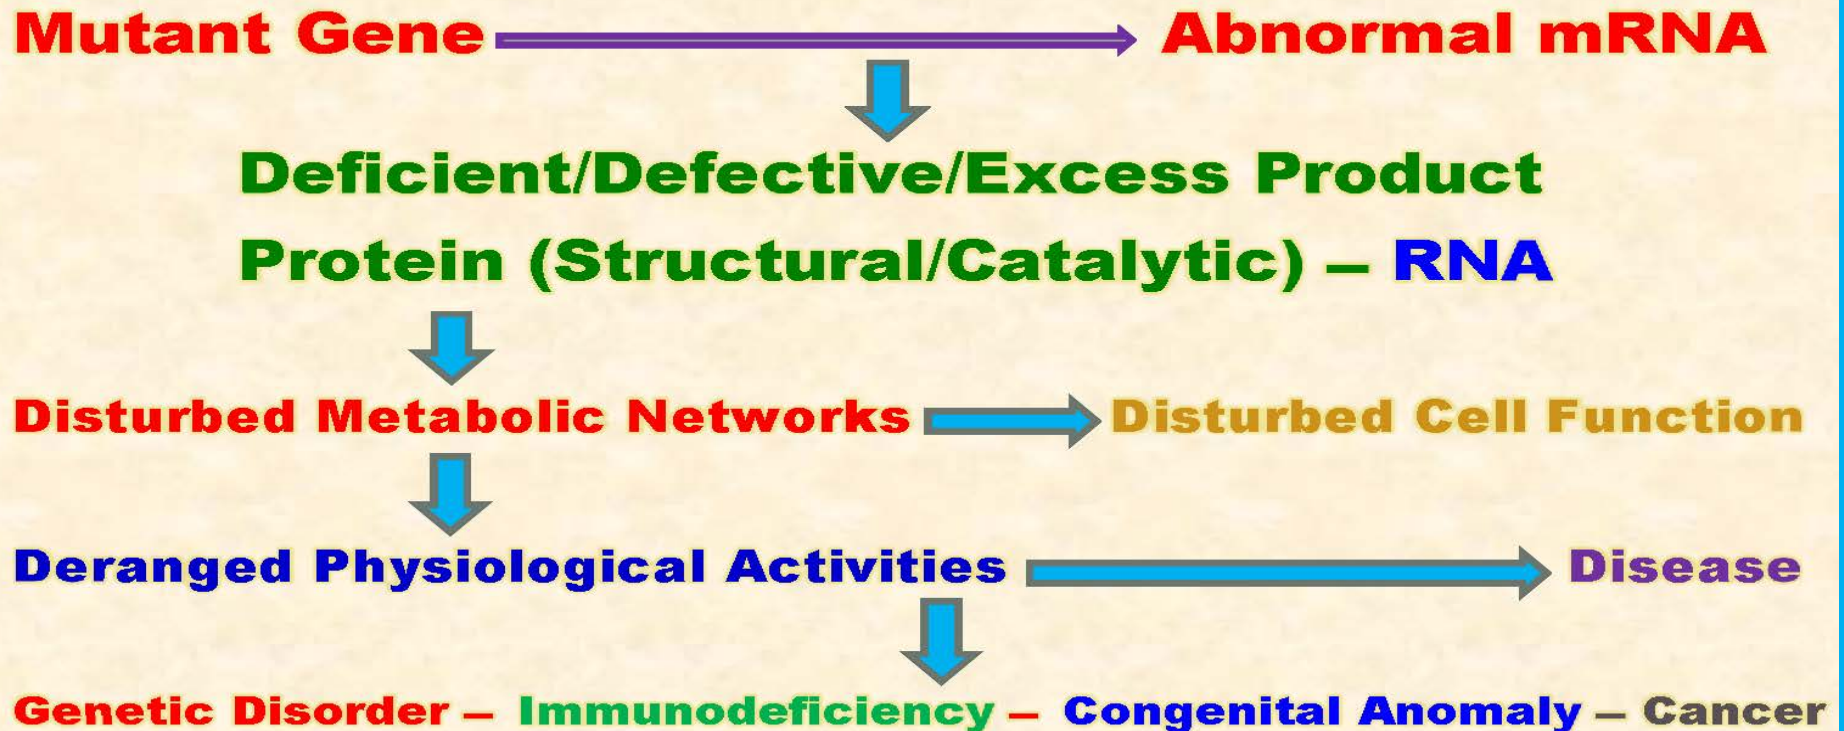 Mutant Gene Abnormal mRNA
Deficient/Defective/Excess Product
Protein (Structural/Catalytic) – RNA
Disturbed Metabolic Networks Disturbed Cell Function
Deranged Physiological Activities Disease
Genetic Disorder – Immunodeficiency – Congenital Anomaly – Cancer